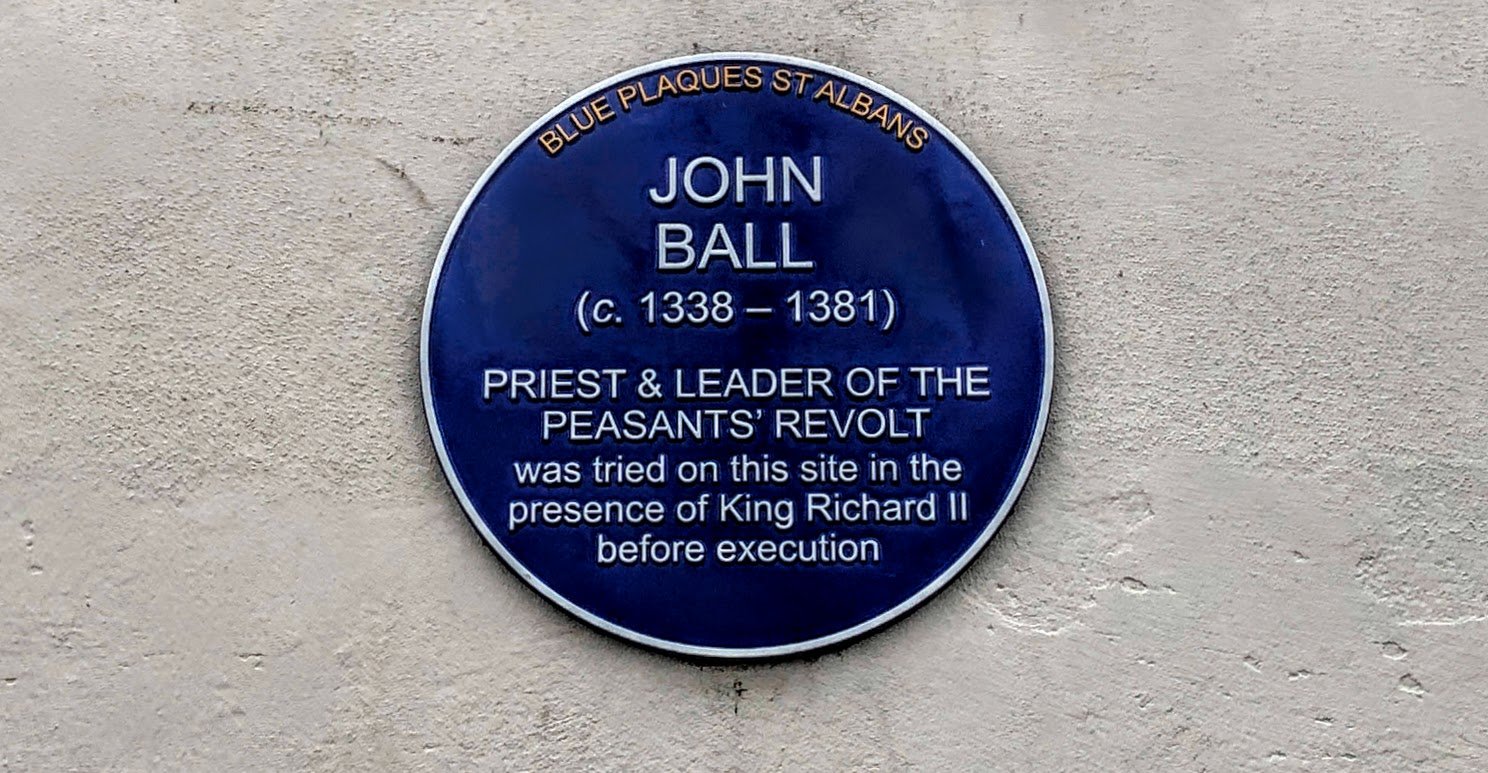 BLUE PLAQUES ST ALBANS
JOHN
BALL
(c. 1338 – 1381)
PRIEST & LEADER OF THE
PEASANTS’ REVOLT
was tried on this site in the
presence of King Richard II
before execution